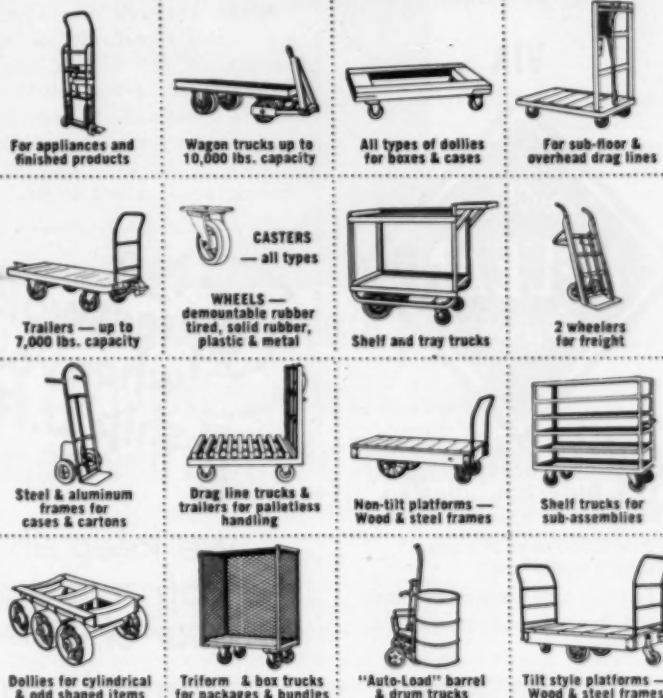 For appliances and
finished products
Wagon trucks up to
10,000 lbs. capacity
All types of dollies
for boxes & cases
For sub-floor &
overhead drag lines
Trailers — up to
7,000 lbs. capacity
CASTERS
— all types
WHEELS —
demountable rubber
tired, solid rubber,
plastic & metal
Shelf and tray trucks
2 wheelers
for freight
Steel & aluminum
frames for
cases & cartons
Drag line trucks &
trailers for palletless
handling
Non-tilt platforms —
Wood & steel frames
Shelf trucks for
sub-assemblies
Dollies for cylindrical
& odd shaped items
Triform & box trucks
for packages & bundles
"Auto-Load" barrel
& drum trucks
Tilt style platforms —
Wood & steel frames